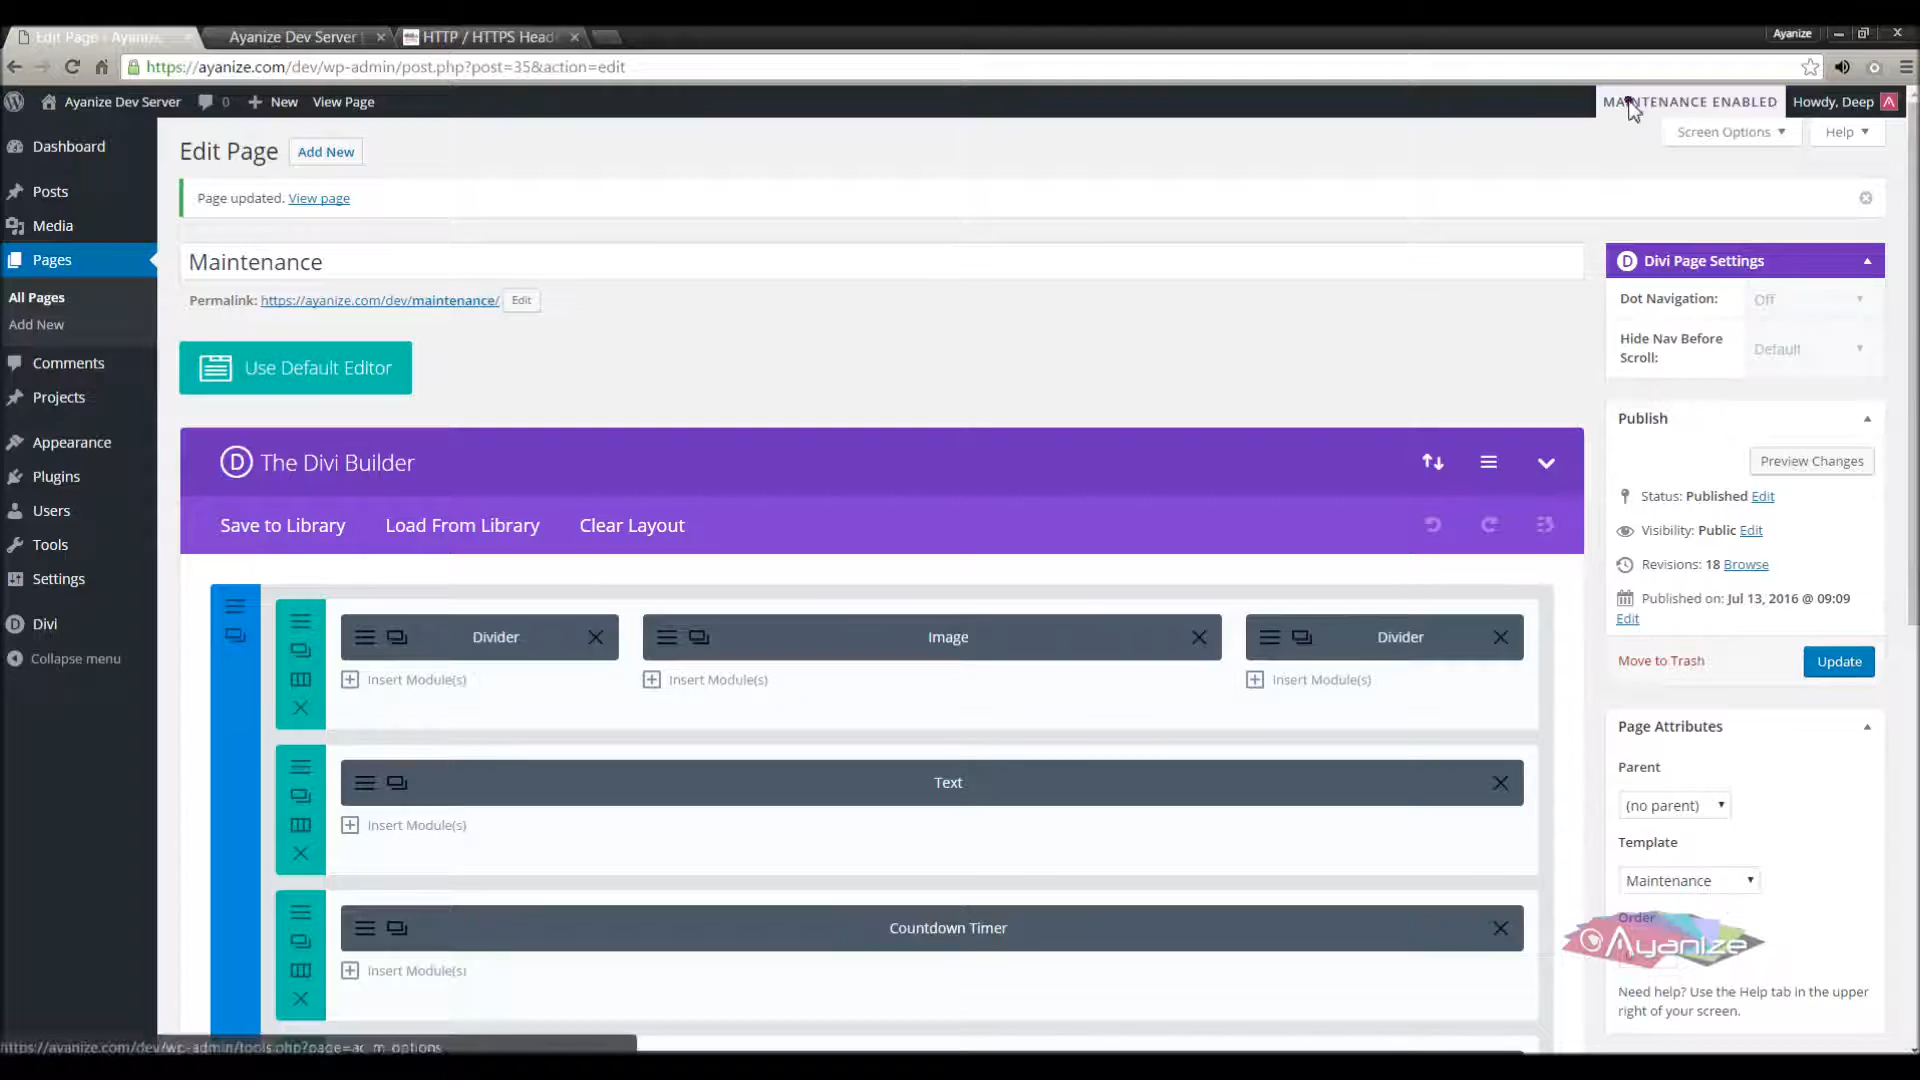 Edit Page - Ayaniz
Ayanize Dev Server
HTTP / HTTPS Head
Ayanize
https://ayanize.com/dev/wp-admin/post.php?post=35&action=edit
Ayanize Dev Server
0
New
View Page
MAINTENANCE ENABLED
Howdy, Deep
Screen Options
Help
Dashboard
Posts
Media
Pages
All Pages
Add New
Comments
Projects
Appearance
Plugins
Users
Tools
Settings
Divi
Collapse menu
Edit Page
Add New
Page updated. View page
Maintenance
Permalink: https://ayanize.com/dev/maintenance/
Edit
Use Default Editor
The Divi Builder
Save to Library
Load From Library
Clear Layout
Divider
Image
Divider
Insert Module(s)
Insert Module(s)
Insert Module(s)
Text
Insert Module(s)
Countdown Timer
Insert Module(s)
Divi Page Settings
Dot Navigation:
Off
Hide Nav Before
Scroll:
Default
Publish
Preview Changes
Status: Published Edit
Visibility: Public Edit
Revisions: 18 Browse
Published on: Jul 13, 2016 @ 09:09
Edit
Move to Trash
Update
Page Attributes
Parent
(no parent)
Template
Maintenance
Order
Ayanize
Need help? Use the Help tab in the upper
right of your screen.
https://ayanize.com/dev/wp-admin/tools.php?page=ac_m_options